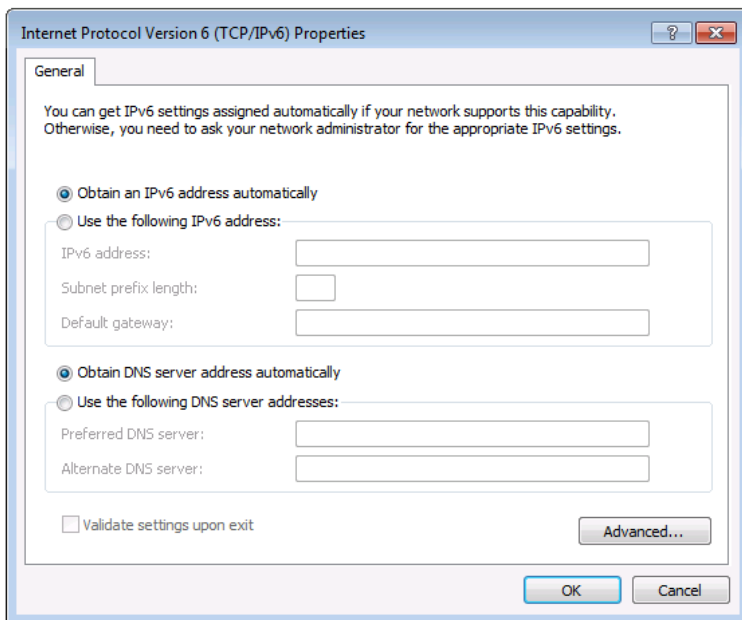 Internet Protocol Version 6 (TCP/IPv6) Properties
?
General
You can get IPv6 settings assigned automatically if your network supports this capability.
Otherwise, you need to ask your network administrator for the appropriate IPv6 settings.
Obtain an IPv6 address automatically
Use the following IPv6 address:
IPv6 address:
Subnet prefix length:
Default gateway:
Obtain DNS server address automatically
Use the following DNS server addresses:
Preferred DNS server:
Alternate DNS server:
Validate settings upon exit
Advanced...
OK Cancel